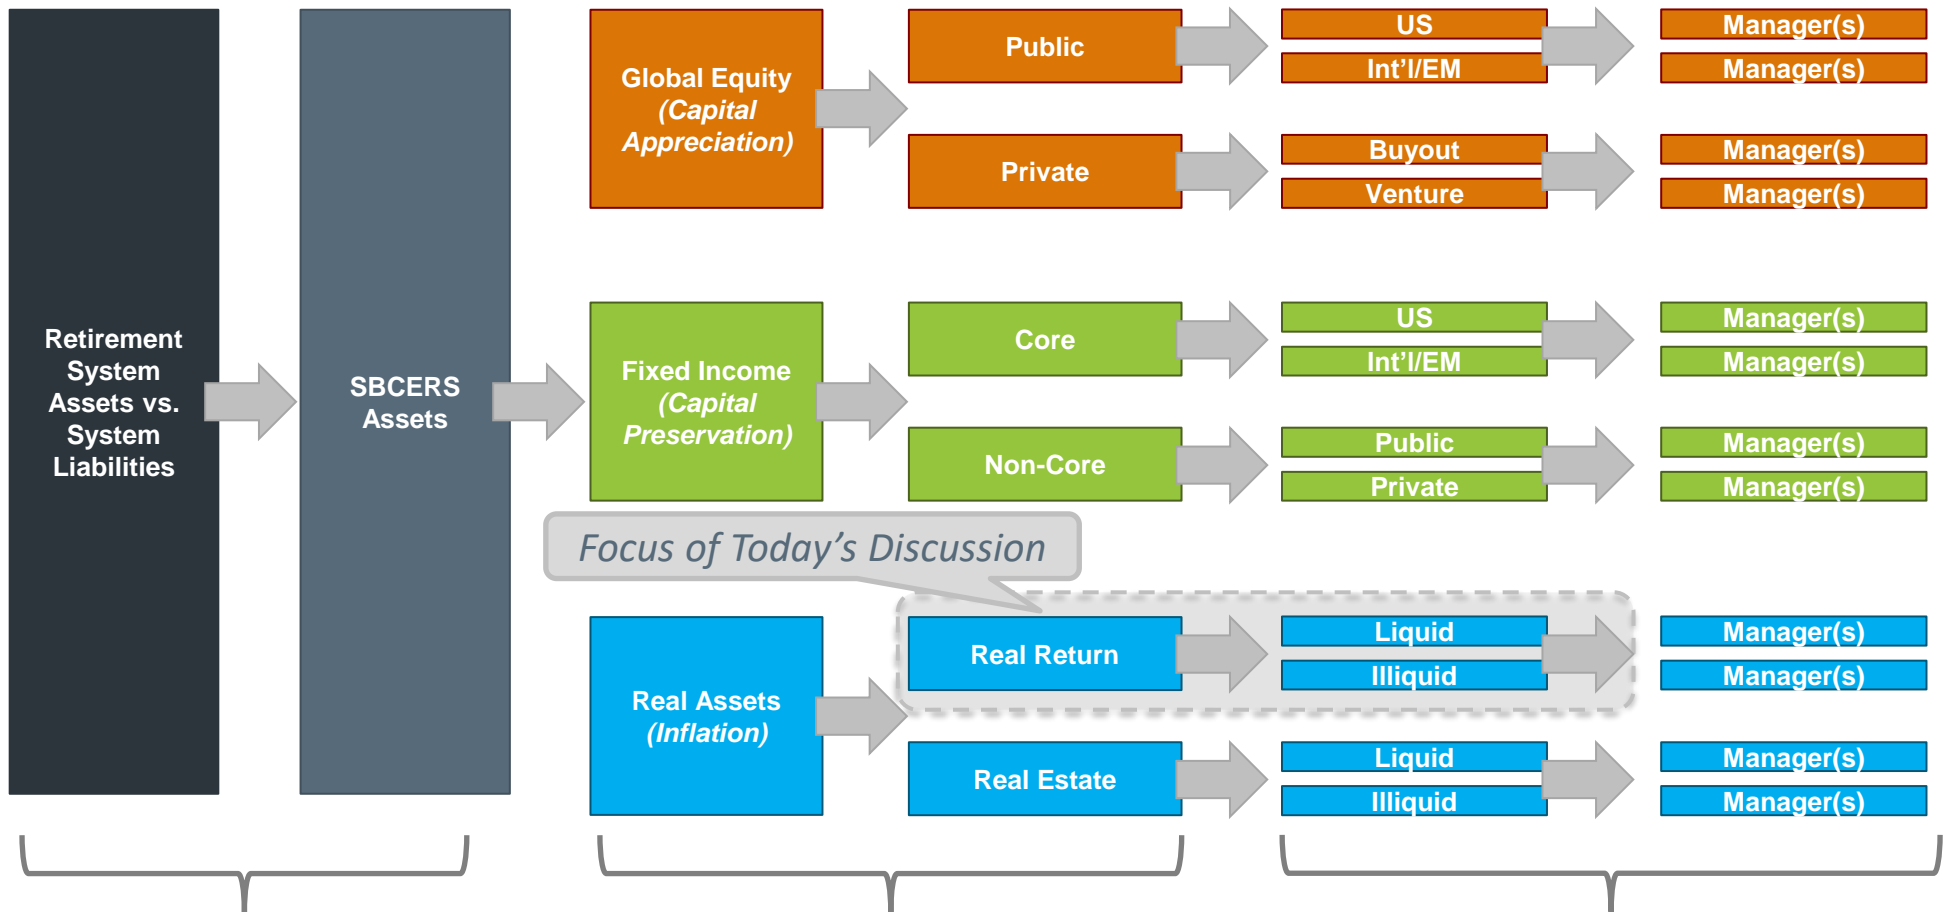 Retirement
System
Assets vs.
System
Liabilities
SBCERS
Assets
Global Equity
(Capital
Appreciation)
Public
US
Manager(s)
Int'l/EM
Manager(s)
Private
Buyout
Manager(s)
Venture
Manager(s)
Fixed Income
(Capital
Preservation)
Core
US
Manager(s)
Int'l/EM
Manager(s)
Non-Core
Public
Manager(s)
Private
Manager(s)
Focus of Today's Discussion
Real Assets
(Inflation)
Real Return
Liquid
Manager(s)
Illiquid
Manager(s)
Real Estate
Liquid
Manager(s)
Illiquid
Manager(s)